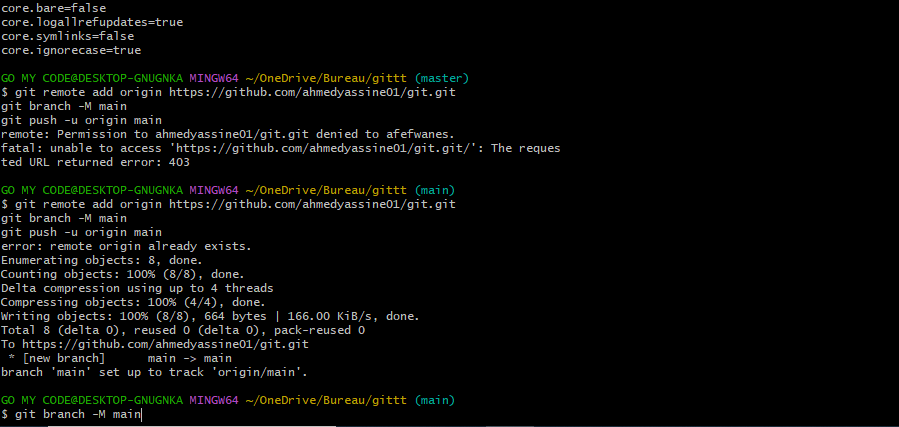 core.bare=false
core.logallrefupdates=true
core.symlinks=false
core.ignorecase=true
GO MY CODE@DESKTOP-GNUGNKA MINGW64 ~/OneDrive/Bureau/gittt (master)
$ git remote add origin https://github.com/ahmedyassine01/git.git
git branch -M main
git push -u origin main
remote: Permission to ahmedyassine01/git.git denied to afefwanes.
fatal: unable to access 'https://github.com/ahmedyassine01/git.git/': The reques
ted URL returned error: 403
GO MY CODE@DESKTOP-GNUGNKA MINGW64 ~/OneDrive/Bureau/gittt (main)
$ git remote add origin https://github.com/ahmedyassine01/git.git
git branch -M main
git push -u origin main
error: remote origin already exists.
Enumerating objects: 8, done.
Counting objects: 100% (8/8), done.
Delta compression using up to 4 threads
Compressing objects: 100% (4/4), done.
Writing objects: 100% (8/8), 664 bytes | 166.00 KiB/s, done.
Total 8 (delta 0), reused 0 (delta 0), pack-reused 0
To https://github.com/ahmedyassine01/git.git
 * [new branch]      main -> main
branch 'main' set up to track 'origin/main'.
GO MY CODE@DESKTOP-GNUGNKA MINGW64 ~/OneDrive/Bureau/gittt (main)
$ git branch -M main